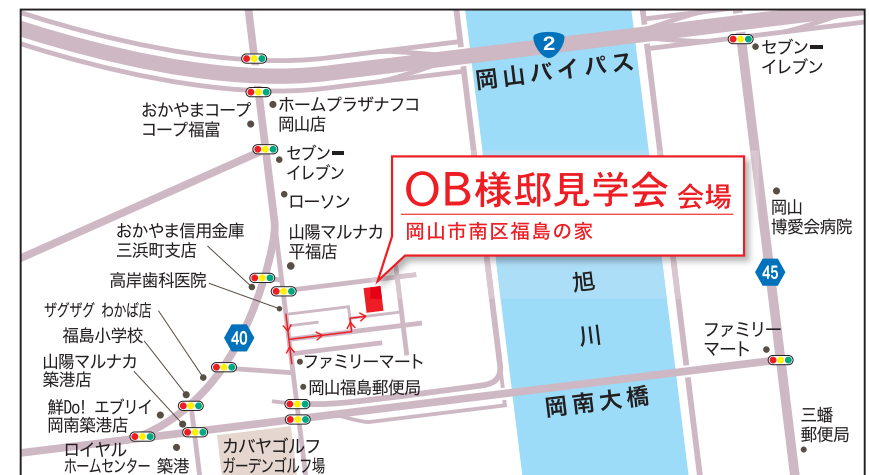 2
岡山バイパス
セブンー
イレブン
おかやまコープ
コープ福富
ホームプラザナフコ
岡山店
セブンー
イレブン
ローソン
OB様邸見学会 会場
岡山市南区福島の家
岡山
博愛会病院
おかやま信用金庫
三浜町支店
山陽マルナカ
平福店
高岸歯科医院
旭
川
45
ザグザグ わかば店
福島小学校
40
山陽マルナカ
築港店
ファミリーマート
ファミリー
マート
岡山福島郵便局
鮮Do! エブリイ
岡南築港店
岡南大橋
三蟠
郵便局
ロイヤル
ホームセンター 築港
カバヤゴルフ
ガーデンゴルフ場